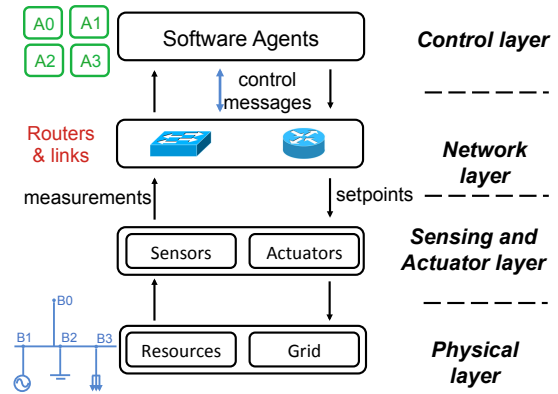 A0 A1
A2 A3
Software Agents
Control layer
control
messages
Routers
& links
Network
layer
measurements
setpoints
Sensors
Actuators
Sensing and
Actuator layer
B0
B1 B2 B3
Resources
Grid
Physical
layer